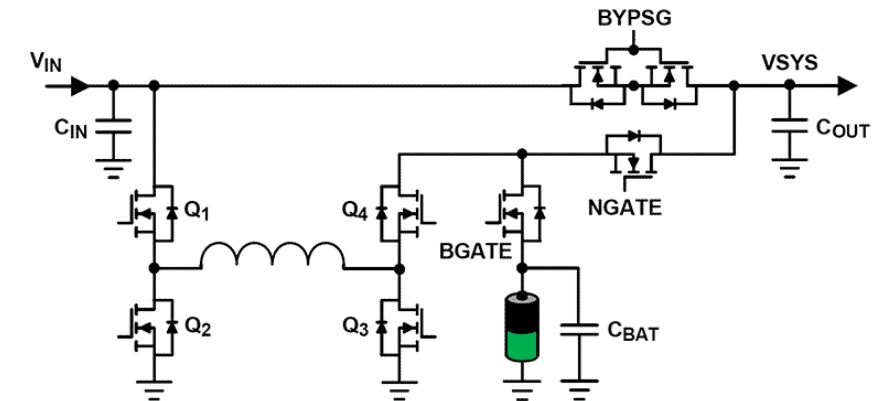 BYPSG
VIN
VSYS
CIN
COUT
NGATE
Q1
Q4
BGATE
Q2
Q3
CBAT